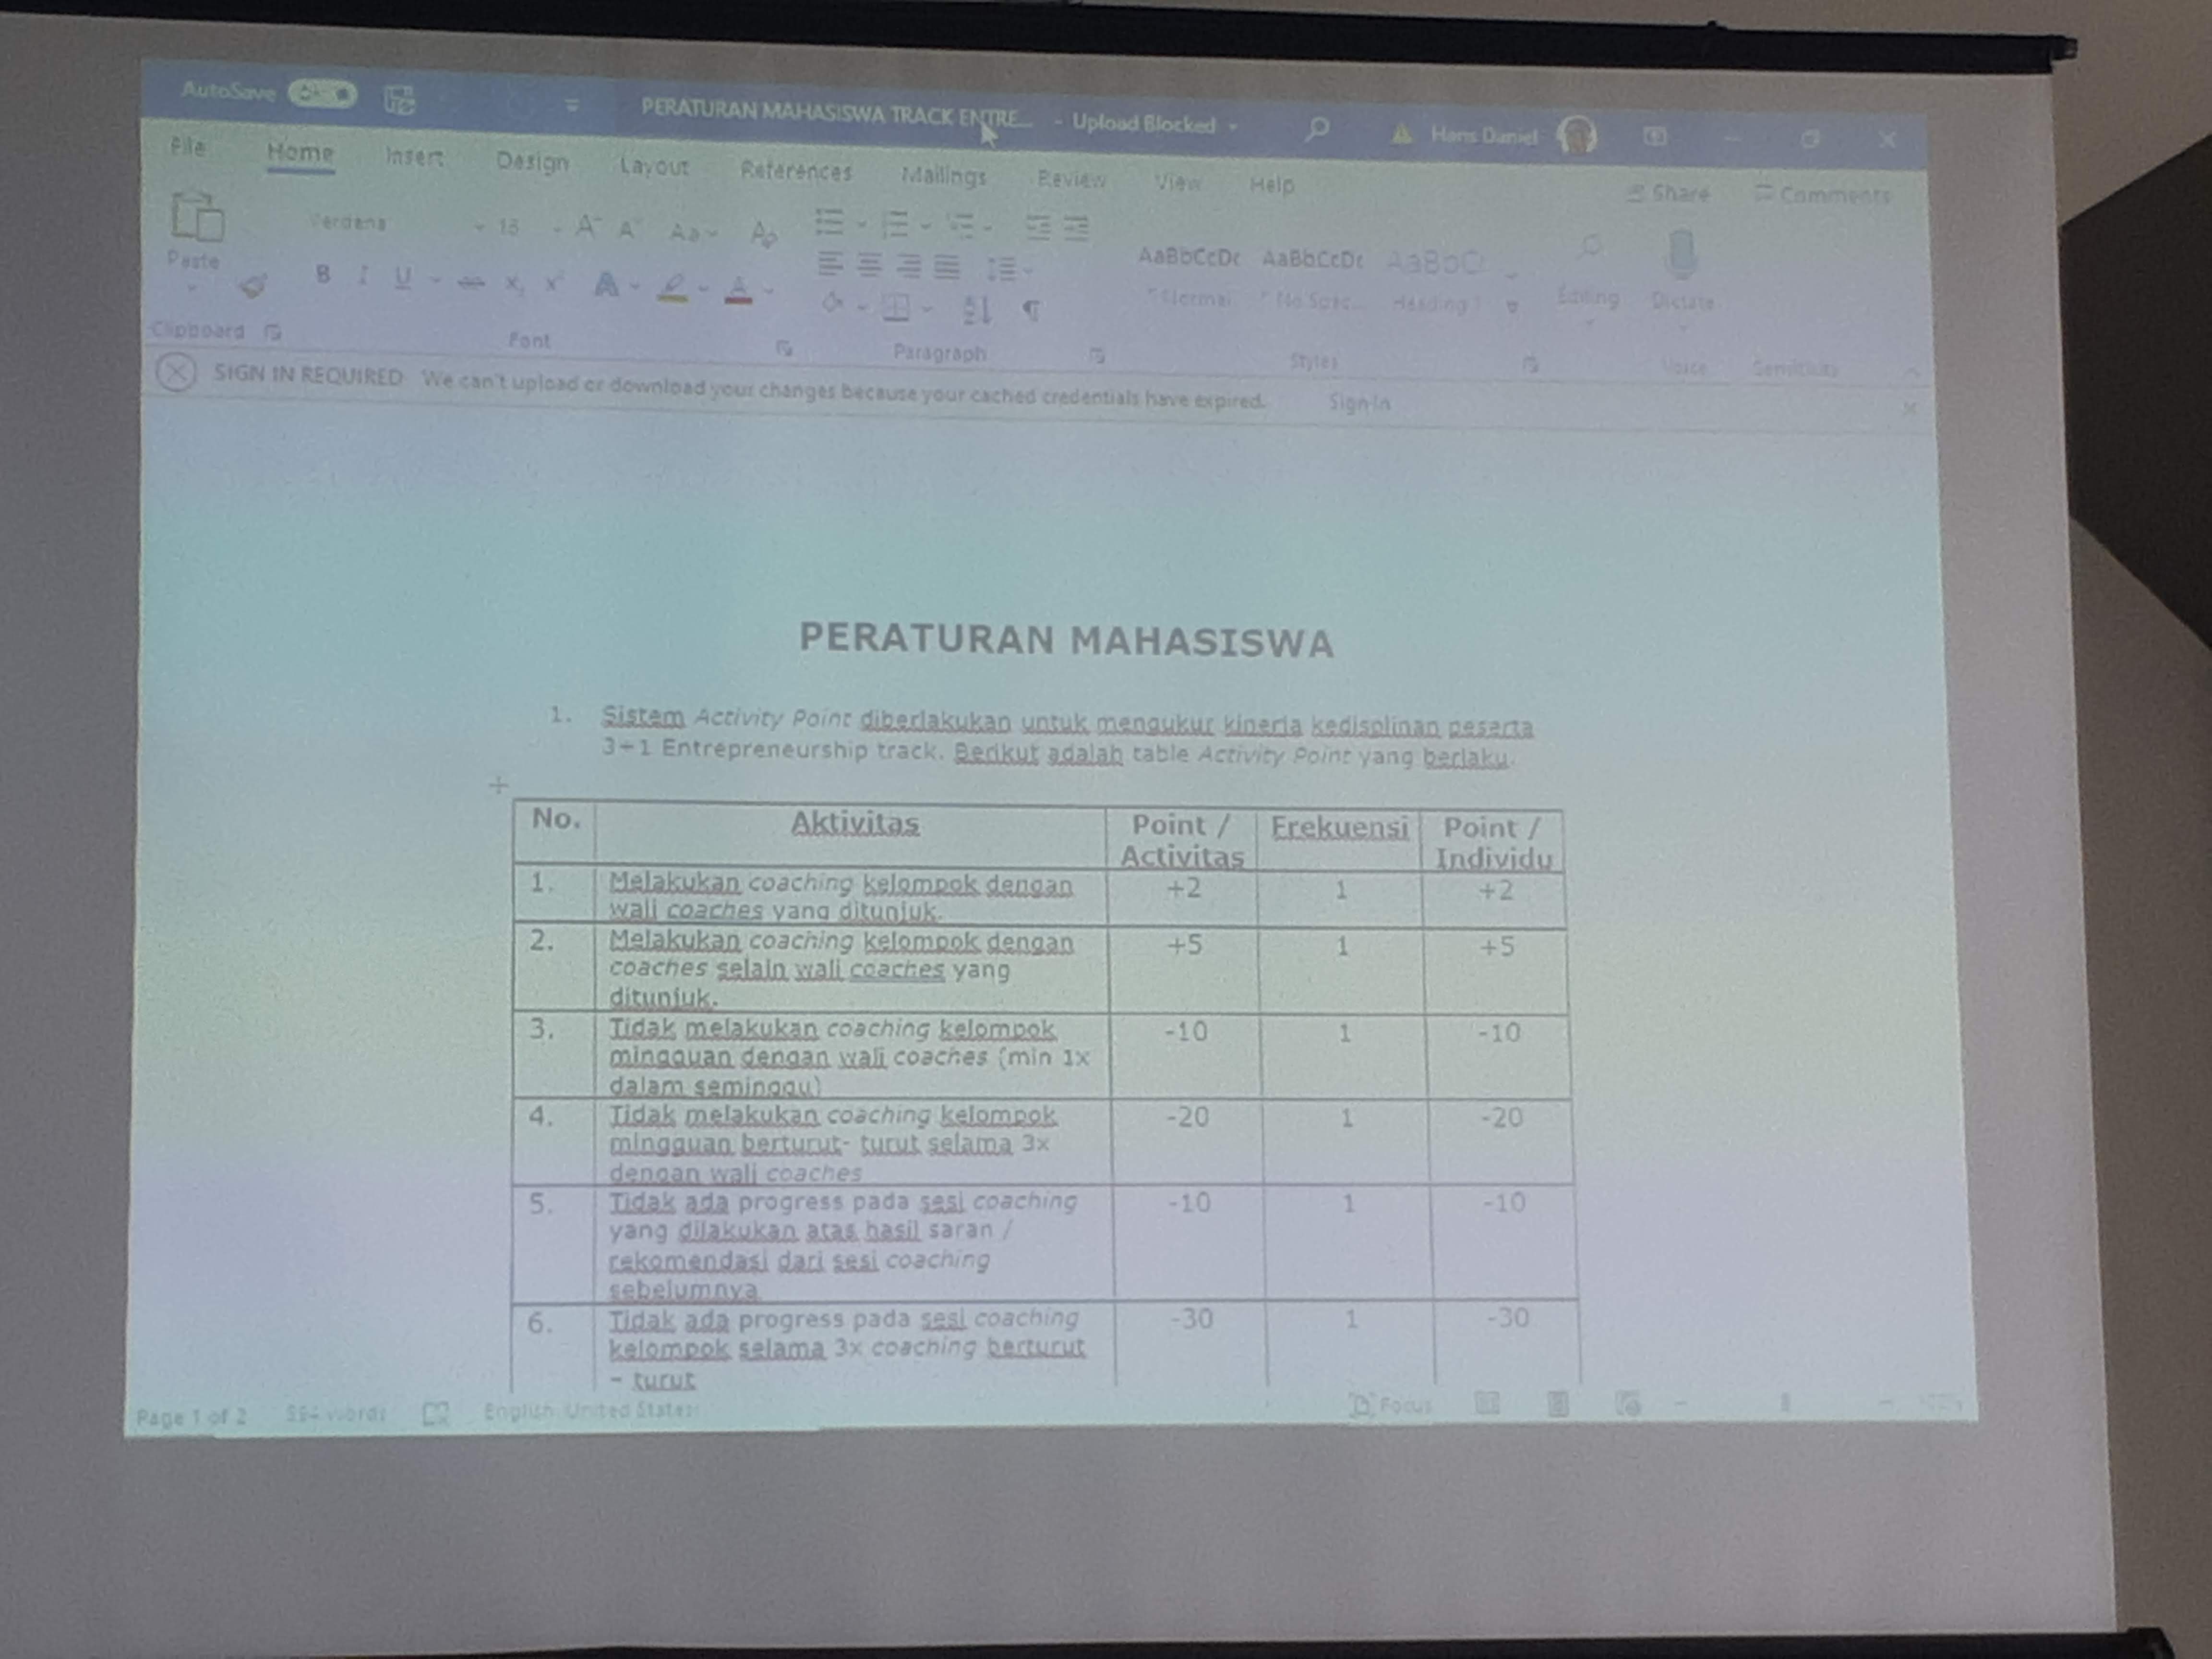 AutoSave
PERATURAN MAHASISWA TRACK ENTRE... - Upload Blocked
Hans Daniel
File Home Insert Design Layout References Mailings Review View Help
Share Comments
Paste
Verdana 16
AaBbCcDc AaBbCcDc AaBbC
Normal No Spac... Heading 1
Editing Dictate
Clipboard Font Paragraph Styles Voice Sensitivity
SIGN IN REQUIRED We can't upload or download your changes because your cached credentials have expired. Sign-In
PERATURAN MAHASISWA
1. Sistem Activity Point diberlakukan untuk mengukur kinerja kedisplinan peserta
3+1 Entrepreneurship track. Berikut adalah table Activity Point yang berlaku.
No. Aktivitas Point / Frekuensi Point /
Activitas Individu
1. Melakukan coaching kelompok dengan +2 1 +2
wali coaches yang ditunjuk.
2. Melakukan coaching kelompok dengan +5 1 +5
coaches selain wali coaches yang
ditunjuk.
3. Tidak melakukan coaching kelompok -10 1 -10
mingguan dengan wali coaches (min 1x
dalam seminggu)
4. Tidak melakukan coaching kelompok -20 1 -20
mingguan berturut- turut selama 3x
dengan wali coaches
5. Tidak ada progress pada sesi coaching -10 1 -10
yang dilakukan atas hasil saran /
rekomendasi dari sesi coaching
sebelumnya
6. Tidak ada progress pada sesi coaching -30 1 -30
kelompok selama 3x coaching berturut
- turut
Page 1 of 2 words English (United States) Focus